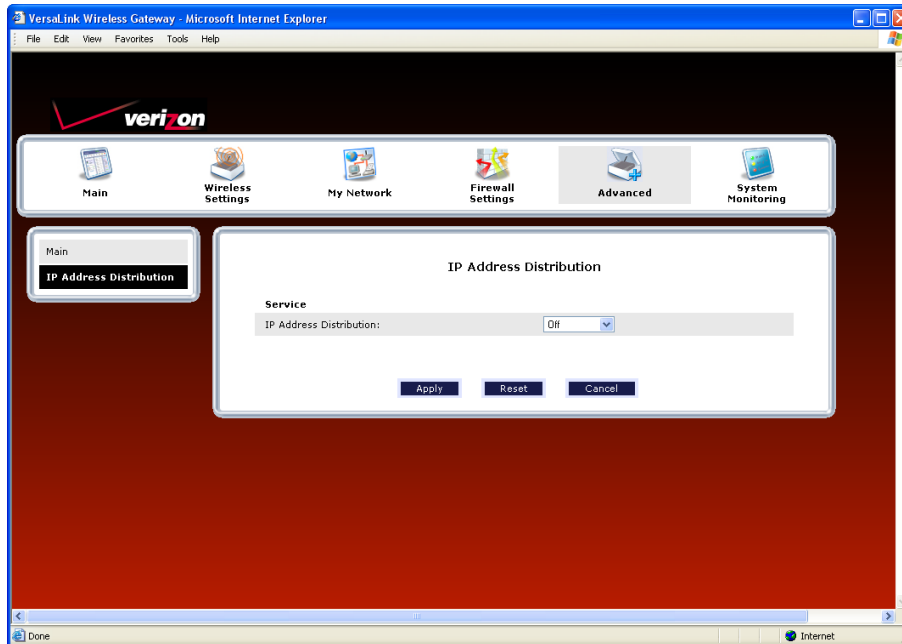 VersaLink Wireless Gateway - Microsoft Internet Explorer
File Edit View Favorites Tools Help
verizon
Main
Wireless Settings
My Network
Firewall Settings
Advanced
System Monitoring
Main
IP Address Distribution
IP Address Distribution
Service
IP Address Distribution: Off
Apply Reset Cancel
Done Internet